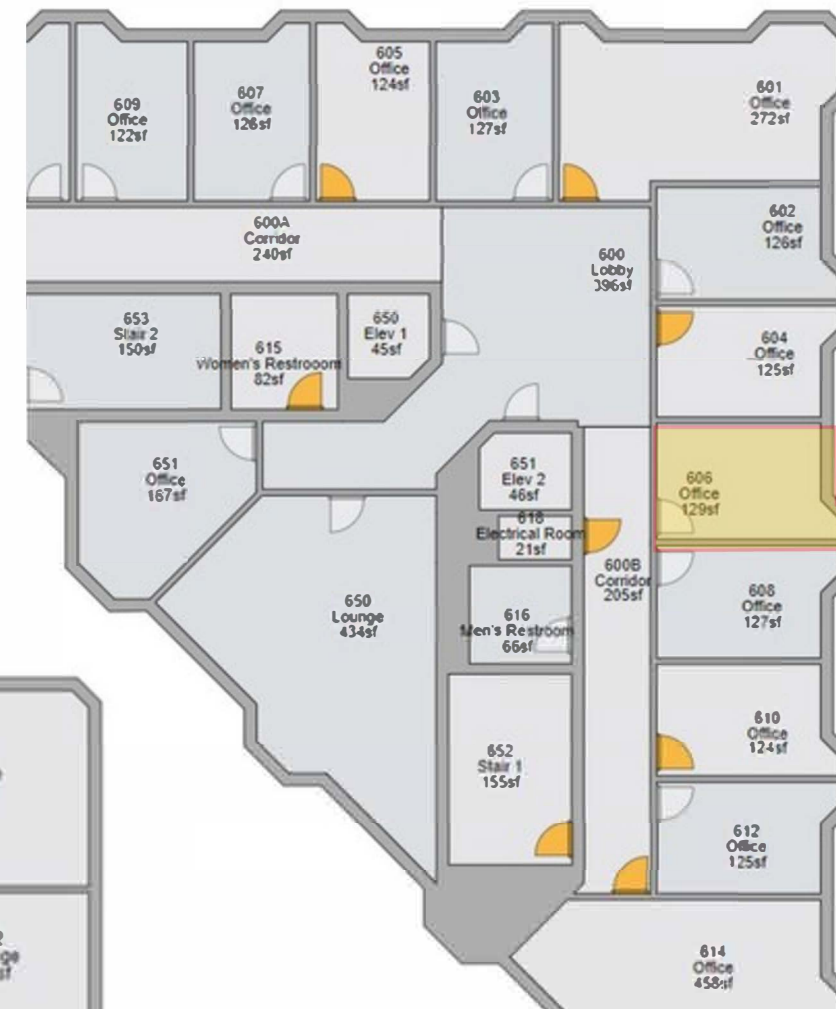 605
Office
124sf
609
Office
122sf
607
Office
126sf
603
Office
127sf
601
Office
272sf
600A
Corridor
240sf
602
Office
126sf
600
Lobby
396sf
653
Stair 2
150sf
615
Women's Restrooom
82sf
650
Elev 1
45sf
604
Office
125sf
651
Office
167sf
651
Elev 2
46sf
606
Office
129sf
618
Electrical Room
21sf
600B
Corridor
205sf
650
Lounge
434sf
616
Men's Restroom
66sf
608
Office
127sf
610
Office
124sf
652
Stair 1
155sf
612
Office
125sf
614
Office
458sf